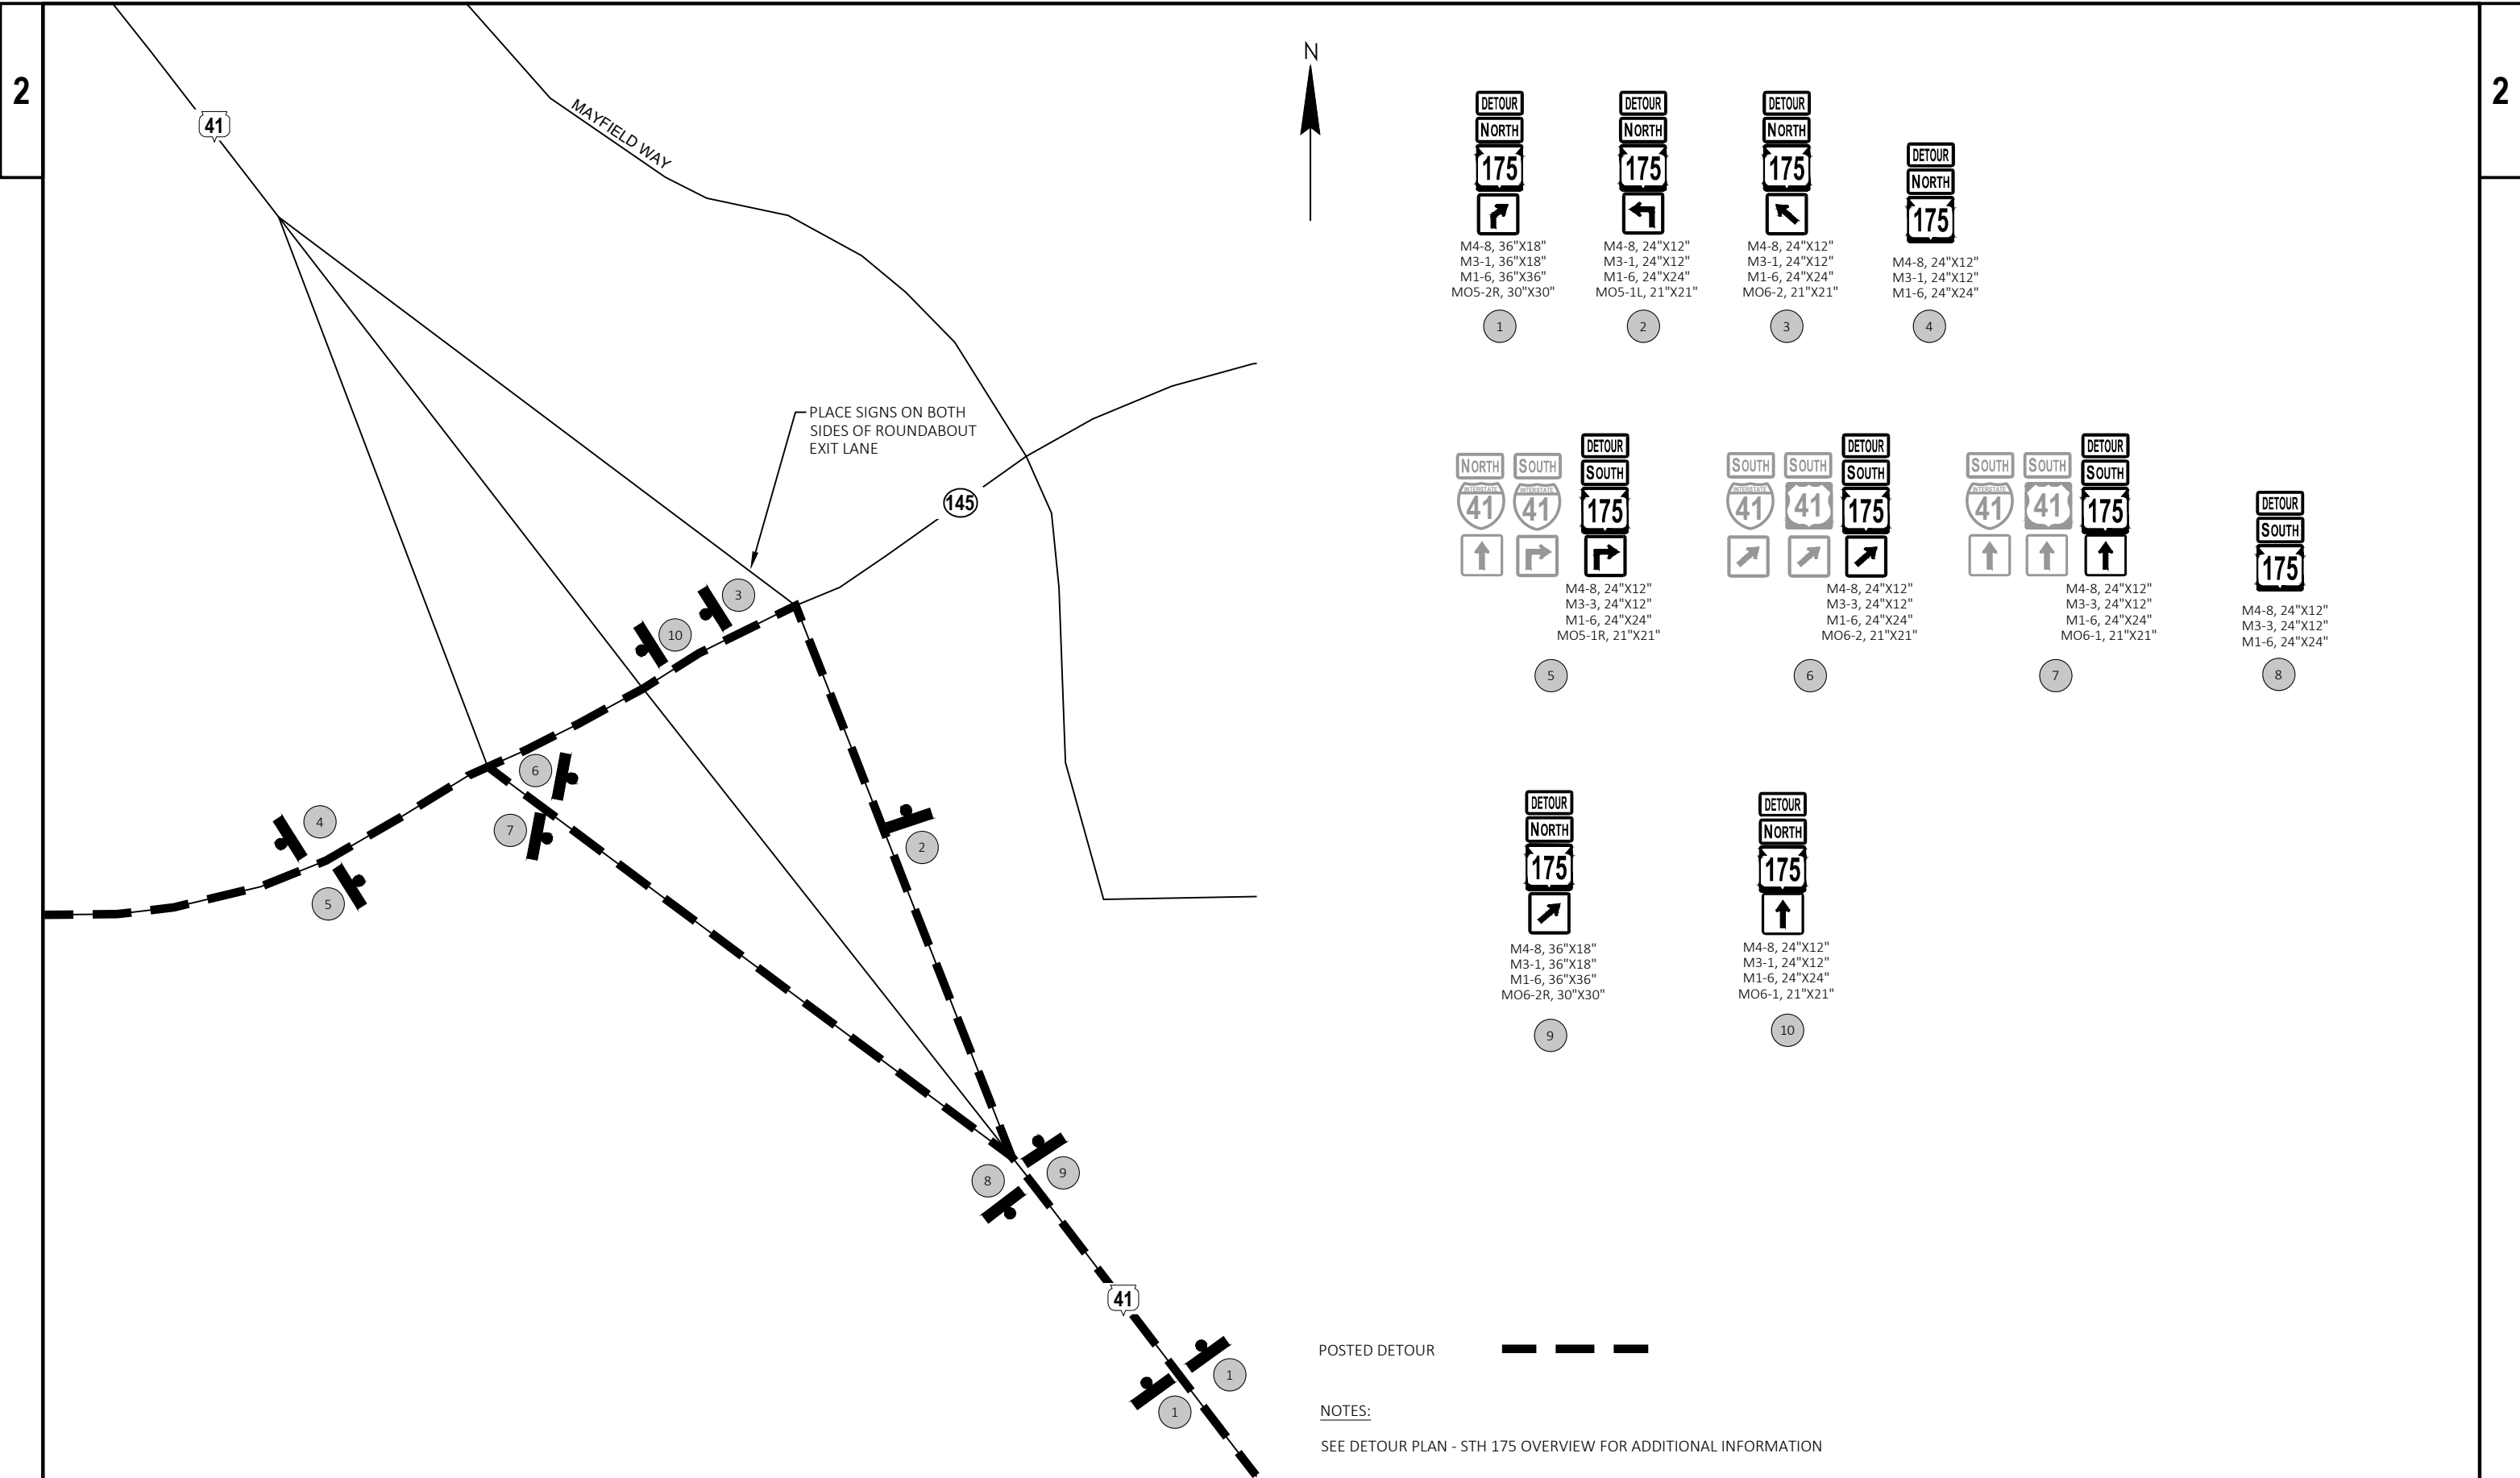 2
2
N
41
MAYFIELD WAY
PLACE SIGNS ON BOTH
SIDES OF ROUNDABOUT
EXIT LANE
145
3
10
6
7
4
5
2
8
9
41
1
1
DETOUR
NORTH
175
M4-8, 36"X18"
M3-1, 36"X18"
M1-6, 36"X36"
MO5-2R, 30"X30"
1
DETOUR
NORTH
175
M4-8, 24"X12"
M3-1, 24"X12"
M1-6, 24"X24"
MO5-1L, 21"X21"
2
DETOUR
NORTH
175
M4-8, 24"X12"
M3-1, 24"X12"
M1-6, 24"X24"
MO6-2, 21"X21"
3
DETOUR
NORTH
175
M4-8, 24"X12"
M3-1, 24"X12"
M1-6, 24"X24"
4
NORTH
INTERSTATE
41
SOUTH
INTERSTATE
41
DETOUR
SOUTH
175
M4-8, 24"X12"
M3-3, 24"X12"
M1-6, 24"X24"
MO5-1R, 21"X21"
5
SOUTH
INTERSTATE
41
SOUTH
41
DETOUR
SOUTH
175
M4-8, 24"X12"
M3-3, 24"X12"
M1-6, 24"X24"
MO6-2, 21"X21"
6
SOUTH
INTERSTATE
41
SOUTH
41
DETOUR
SOUTH
175
M4-8, 24"X12"
M3-3, 24"X12"
M1-6, 24"X24"
MO6-1, 21"X21"
7
DETOUR
SOUTH
175
M4-8, 24"X12"
M3-3, 24"X12"
M1-6, 24"X24"
8
DETOUR
NORTH
175
M4-8, 36"X18"
M3-1, 36"X18"
M1-6, 36"X36"
MO6-2R, 30"X30"
9
DETOUR
NORTH
175
M4-8, 24"X12"
M3-1, 24"X12"
M1-6, 24"X24"
MO6-1, 21"X21"
10
POSTED DETOUR
NOTES:
SEE DETOUR PLAN - STH 175 OVERVIEW FOR ADDITIONAL INFORMATION